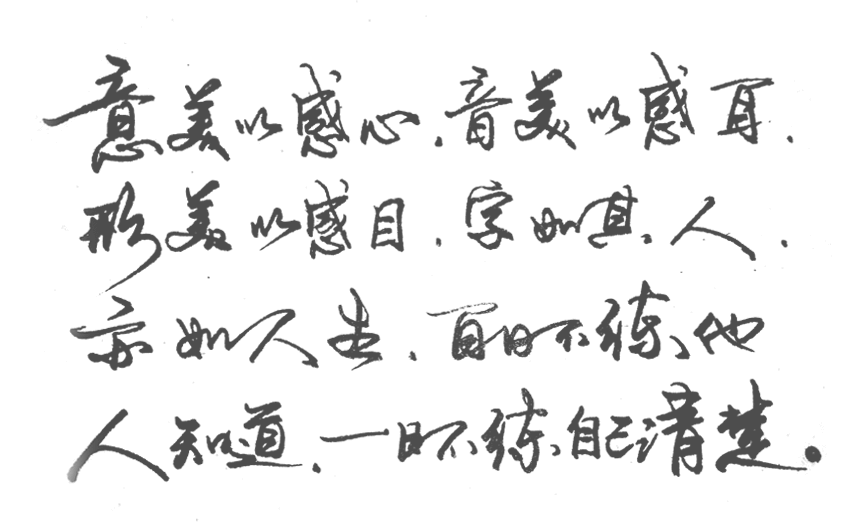 意美以感心，音美以感耳，
形美以感目，字如其人，
亦如人生，百日不练，他
人知道，一日不练，自己清楚。